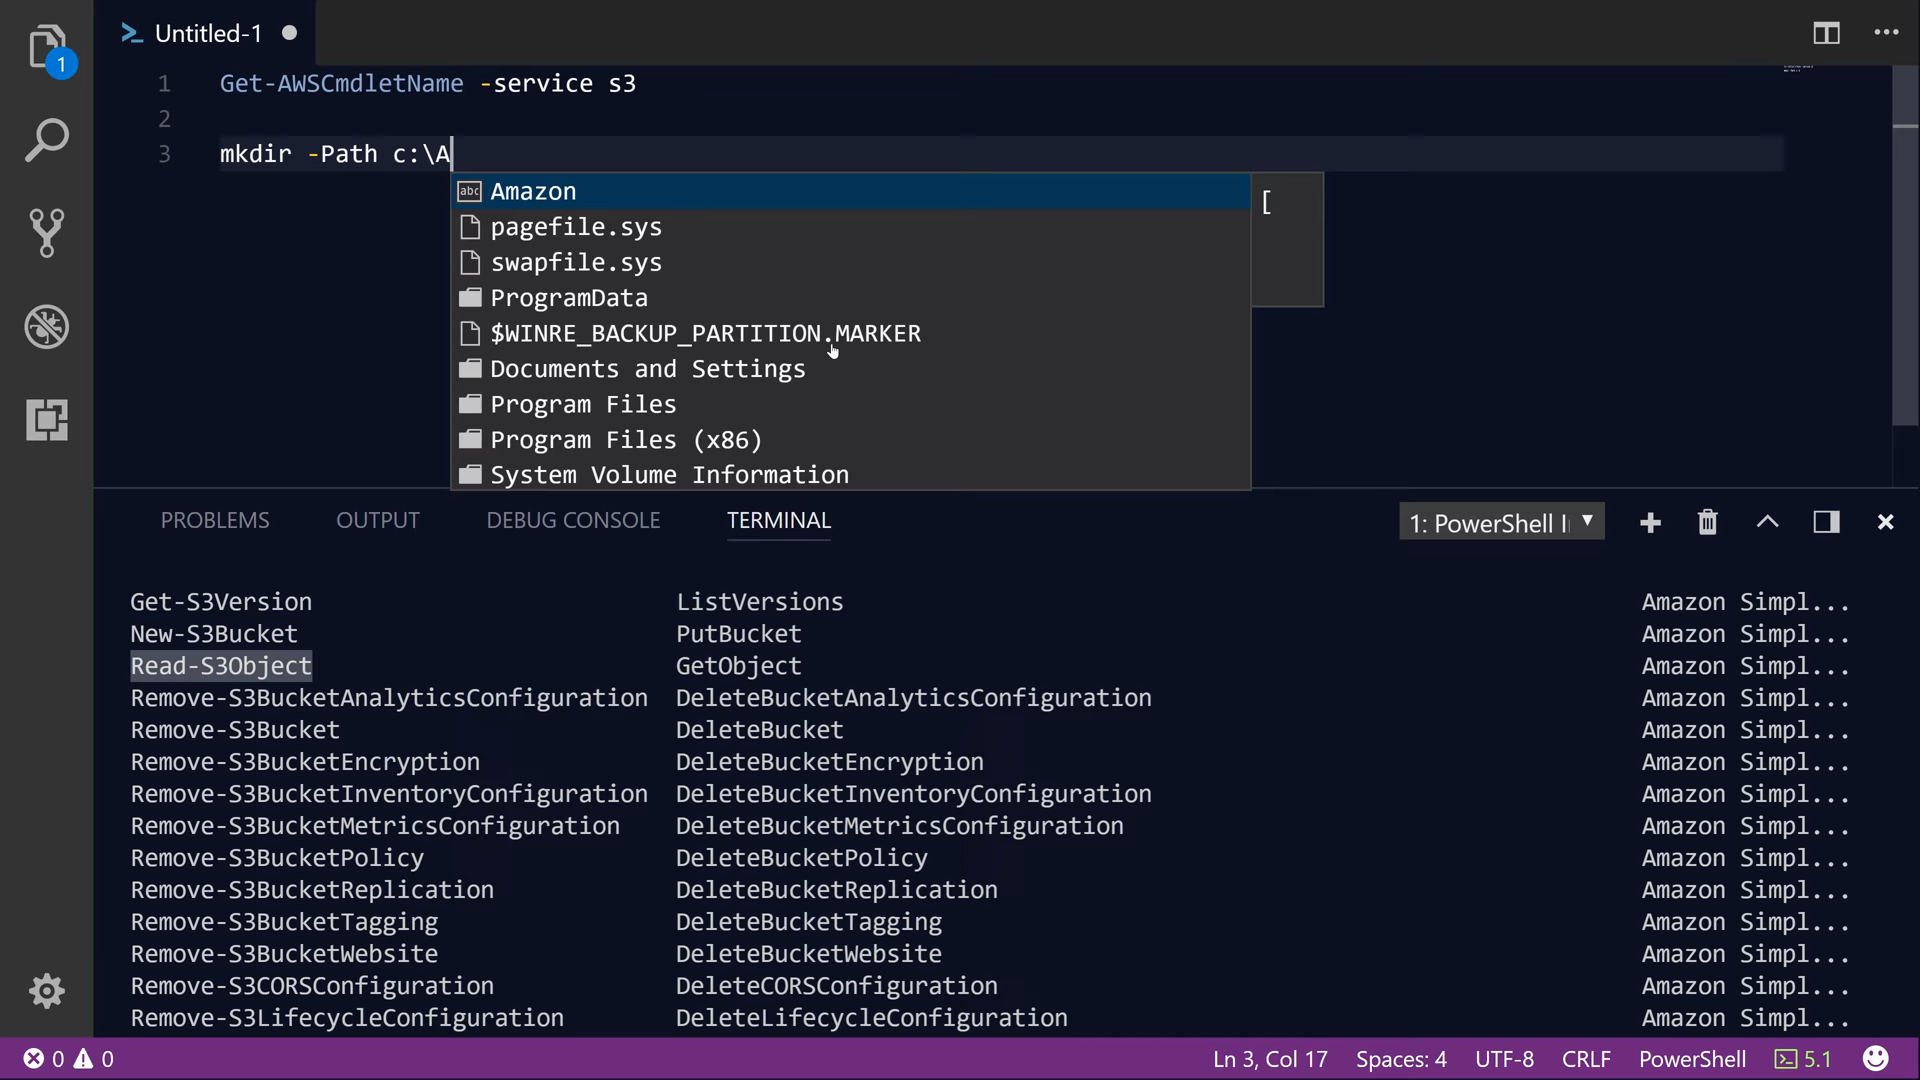 Untitled-1
1
1 Get-AWSCmdletName -service s3
2
3 mkdir -Path c:\A
abc Amazon [
pagefile.sys
swapfile.sys
ProgramData
$WINRE_BACKUP_PARTITION.MARKER
Documents and Settings
Program Files
Program Files (x86)
System Volume Information
PROBLEMS OUTPUT DEBUG CONSOLE TERMINAL 1: PowerShell I
Get-S3Version ListVersions Amazon Simpl...
New-S3Bucket PutBucket Amazon Simpl...
Read-S3Object GetObject Amazon Simpl...
Remove-S3BucketAnalyticsConfiguration DeleteBucketAnalyticsConfiguration Amazon Simpl...
Remove-S3Bucket DeleteBucket Amazon Simpl...
Remove-S3BucketEncryption DeleteBucketEncryption Amazon Simpl...
Remove-S3BucketInventoryConfiguration DeleteBucketInventoryConfiguration Amazon Simpl...
Remove-S3BucketMetricsConfiguration DeleteBucketMetricsConfiguration Amazon Simpl...
Remove-S3BucketPolicy DeleteBucketPolicy Amazon Simpl...
Remove-S3BucketReplication DeleteBucketReplication Amazon Simpl...
Remove-S3BucketTagging DeleteBucketTagging Amazon Simpl...
Remove-S3BucketWebsite DeleteBucketWebsite Amazon Simpl...
Remove-S3CORSConfiguration DeleteCORSConfiguration Amazon Simpl...
Remove-S3LifecycleConfiguration DeleteLifecycleConfiguration Amazon Simpl...
0 0 Ln 3, Col 17 Spaces: 4 UTF-8 CRLF PowerShell 5.1